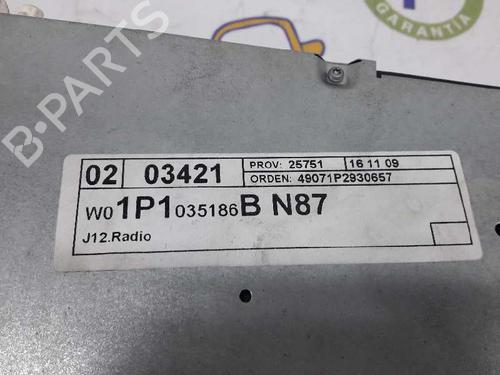 GARANTIA
B-PARTS
02 03421 PROV: 25751 16 11 09
ORDEN: 49071P2930657
W01P1035186B N87
J12.Radio